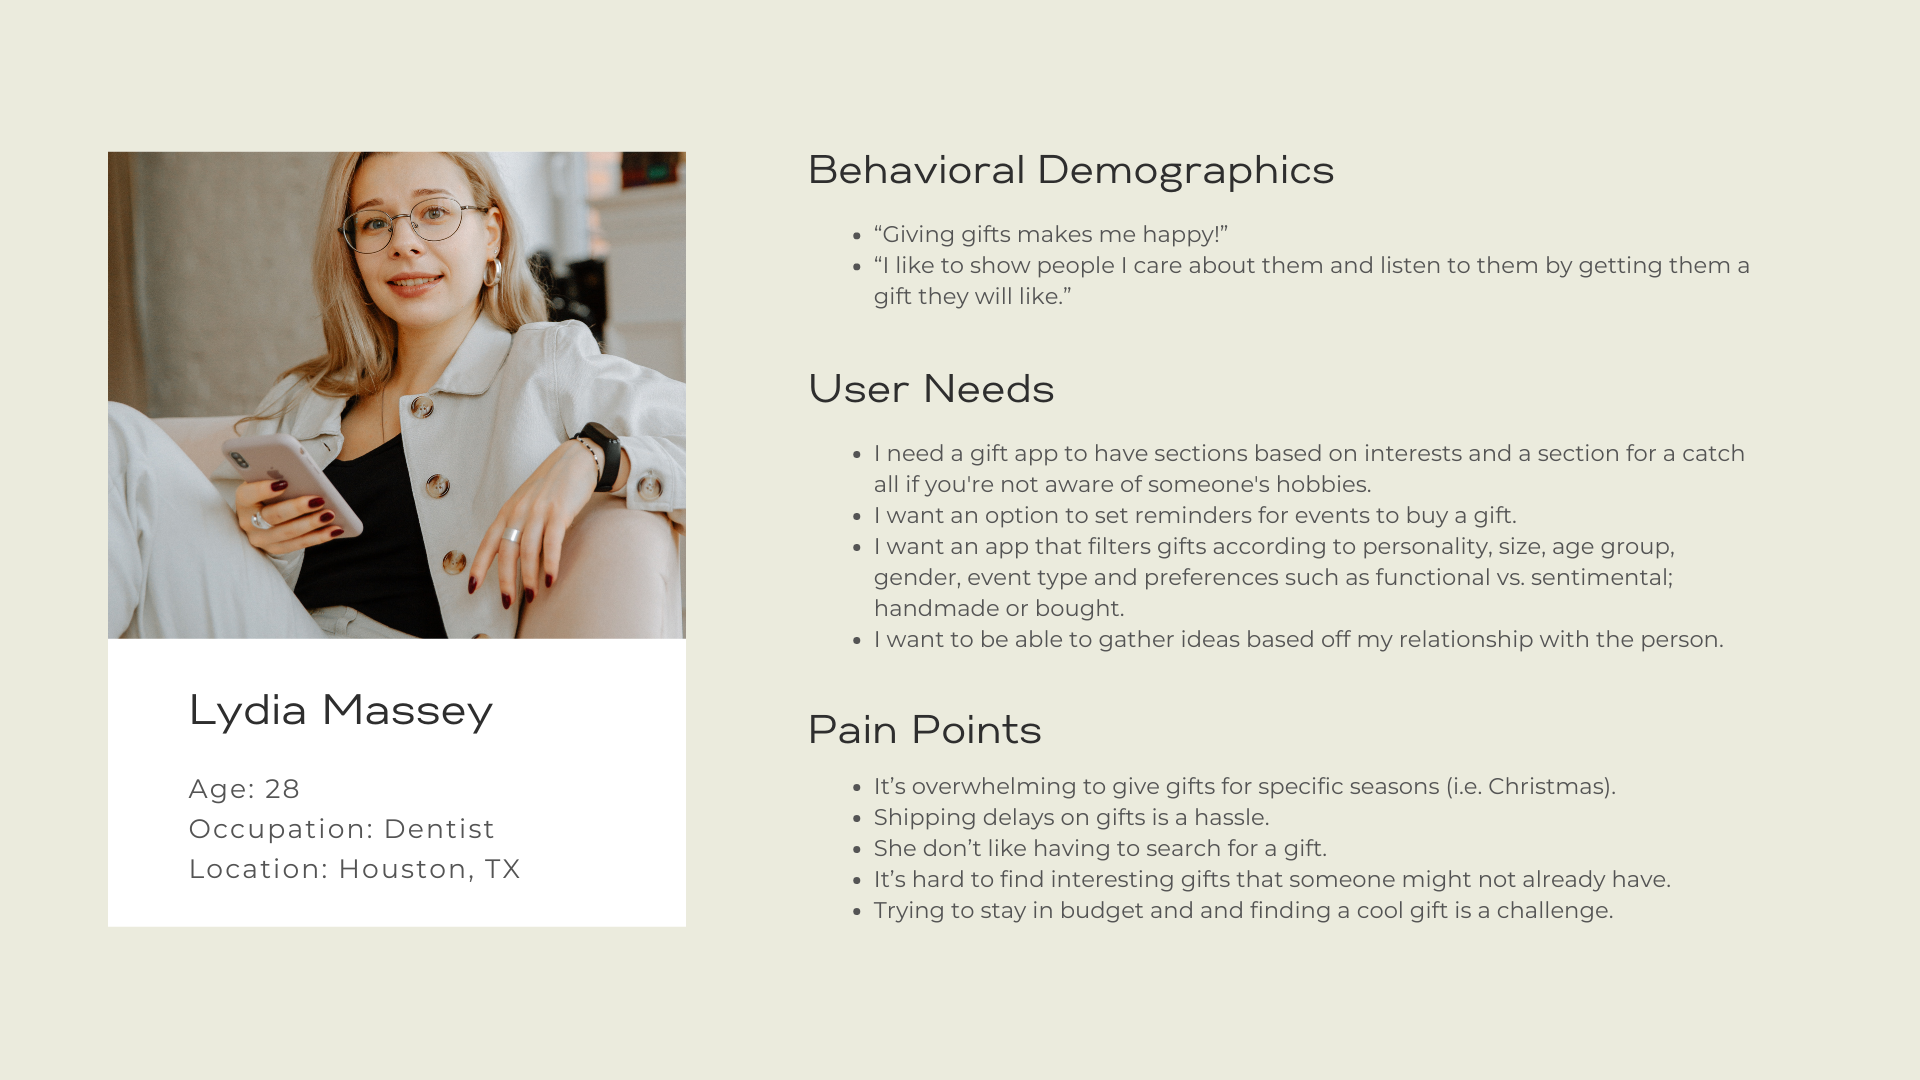 Behavioral Demographics
“Giving gifts makes me happy!”
“I like to show people I care about them and listen to them by getting them a
gift they will like.”
User Needs
I need a gift app to have sections based on interests and a section for a catch
all if you're not aware of someone's hobbies.
I want an option to set reminders for events to buy a gift.
I want an app that filters gifts according to personality, size, age group,
gender, event type and preferences such as functional vs. sentimental;
handmade or bought.
I want to be able to gather ideas based off my relationship with the person.
Lydia Massey
Age: 28
Occupation: Dentist
Location: Houston, TX
Pain Points
It’s overwhelming to give gifts for specific seasons (i.e. Christmas).
Shipping delays on gifts is a hassle.
She don’t like having to search for a gift.
It’s hard to find interesting gifts that someone might not already have.
Trying to stay in budget and and finding a cool gift is a challenge.